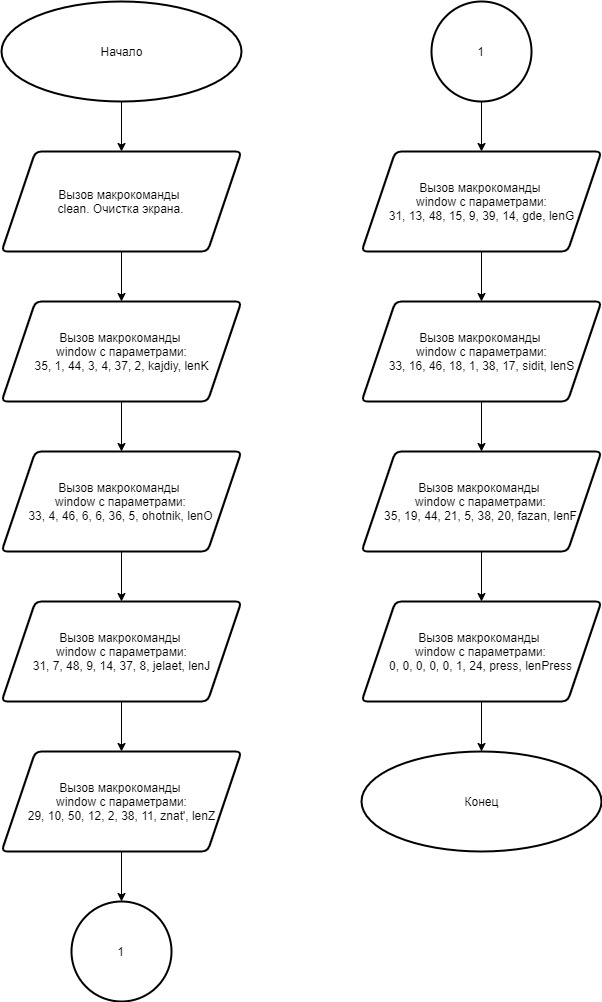 Начало
Вызов макрокоманды
clean. Очистка экрана.
Вызов макрокоманды
window с параметрами:
35, 1, 44, 3, 4, 37, 2, kajdiy, lenK
Вызов макрокоманды
window с параметрами:
33, 4, 46, 6, 6, 36, 5, ohotnik, lenO
Вызов макрокоманды
window с параметрами:
31, 7, 48, 9, 14, 37, 8, jelaet, lenJ
Вызов макрокоманды
window с параметрами:
29, 10, 50, 12, 2, 38, 11, znat', lenZ
1
1
Вызов макрокоманды
window с параметрами:
31, 13, 48, 15, 9, 39, 14, gde, lenG
Вызов макрокоманды
window с параметрами:
33, 16, 46, 18, 1, 38, 17, sidit, lenS
Вызов макрокоманды
window с параметрами:
35, 19, 44, 21, 5, 38, 20, fazan, lenF
Вызов макрокоманды
window с параметрами:
0, 0, 0, 0, 0, 1, 24, press, lenPress
Конец